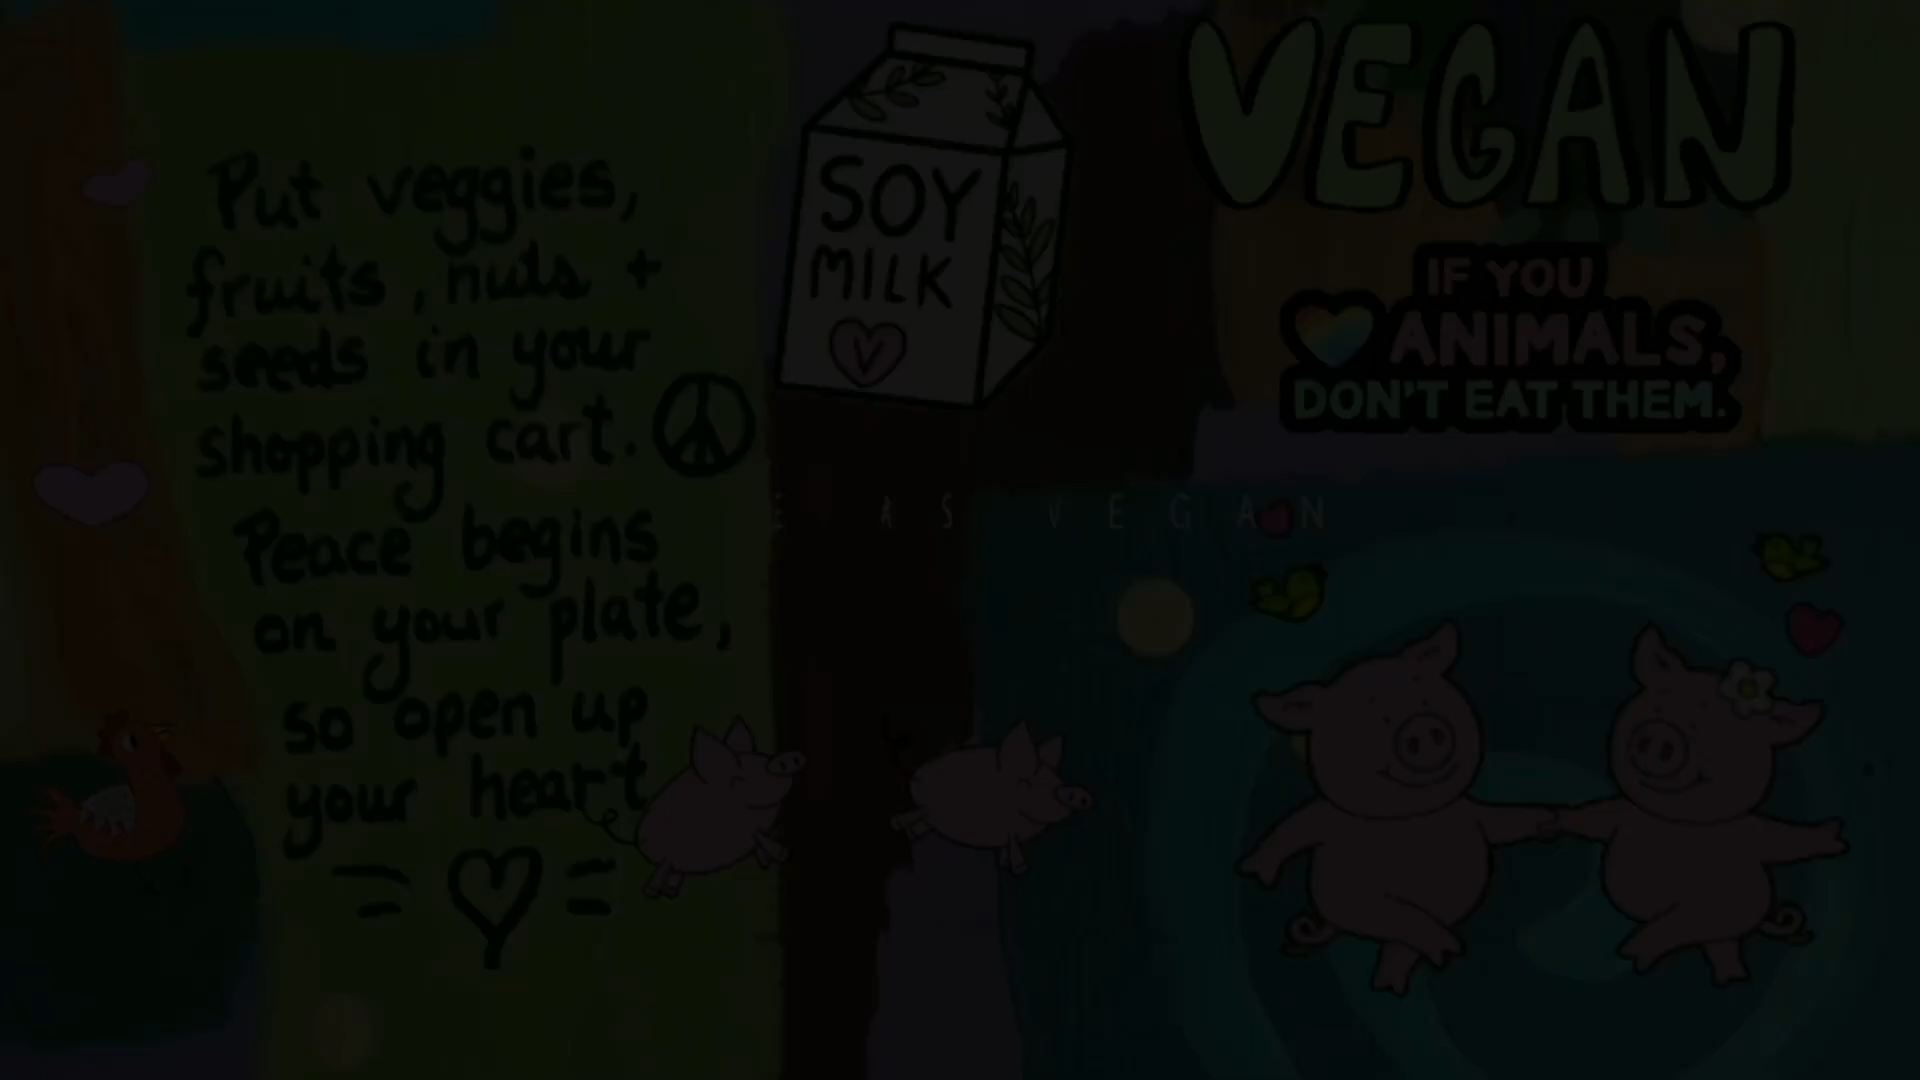 Put veggies,
fruits, nuts +
seeds in your
shopping cart.
Peace begins
on your plate,
so open up
your heart
SOY
MILK
V
VEGAN
IF YOU
ANIMALS,
DON'T EAT THEM.
VEGAN